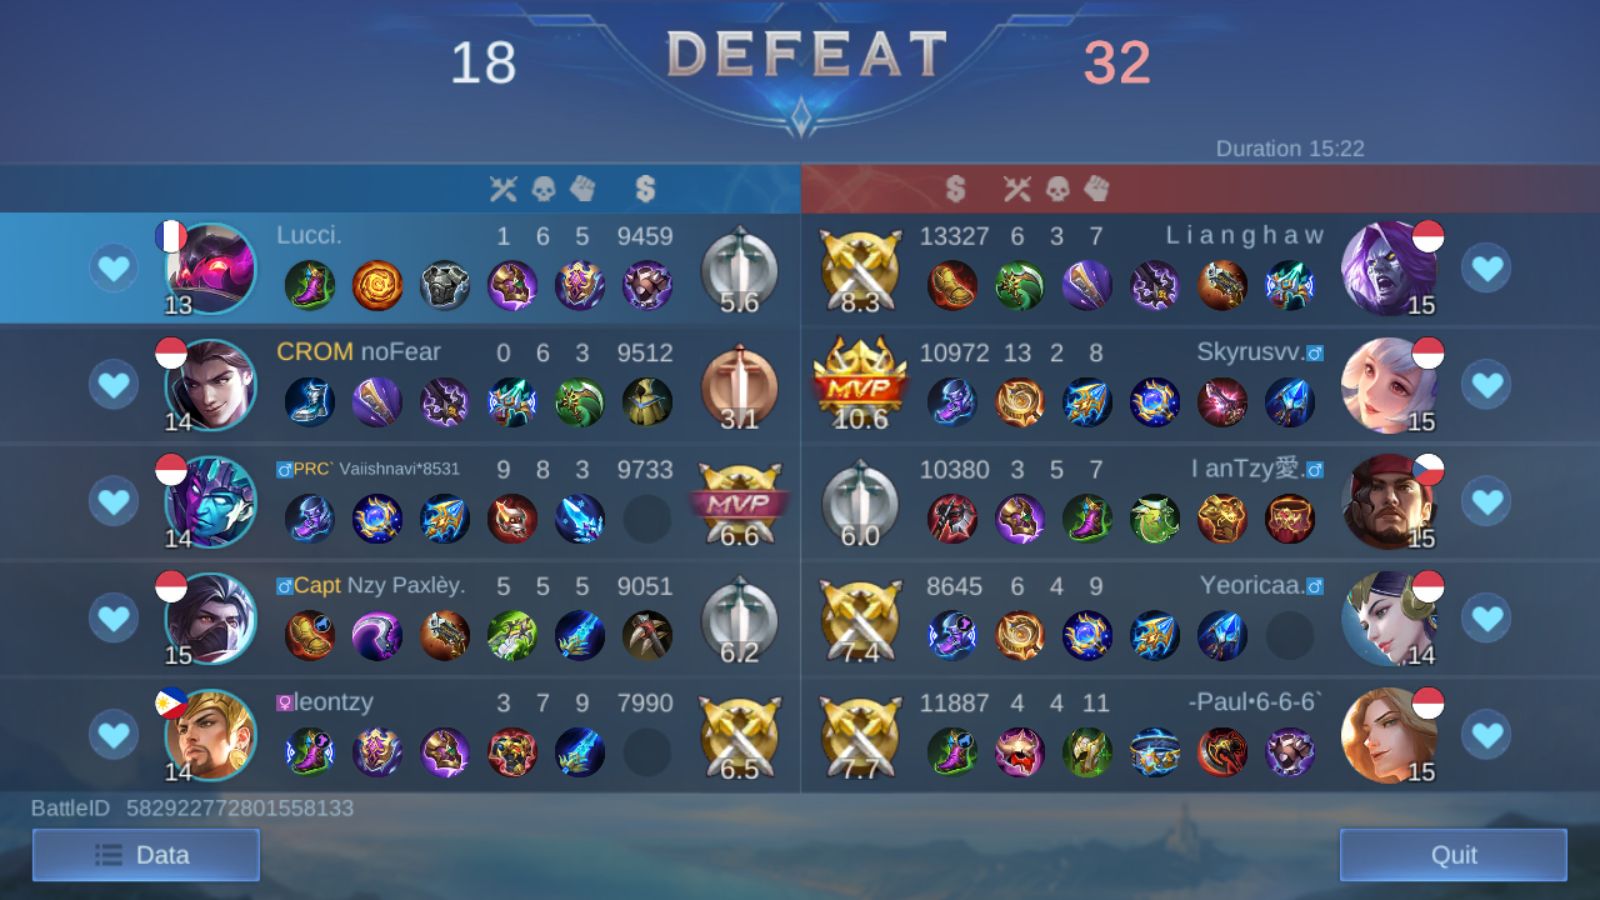 18 DEFEAT 32
Duration 15:22
Lucci. 1 6 5 9459
13 5.6
13327 6 3 7 Lianghaw
8.3 15
CROM noFear 0 6 3 9512
14 3.1
10972 13 2 8 Skyrusvv.
MVP 10.6 15
PRC` Vaiishnavi*8531 9 8 3 9733
14 MVP 6.6
10380 3 5 7 I anTzy愛.
6.0 15
Capt Nzy Paxlèy. 5 5 5 9051
15 6.2
8645 6 4 9 Yeoricaa.
7.4 14
leontzy 3 7 9 7990
14 6.5
11887 4 4 11 -Paul•6-6-6`
7.7 15
BattleID 582922772801558133
Data
Quit